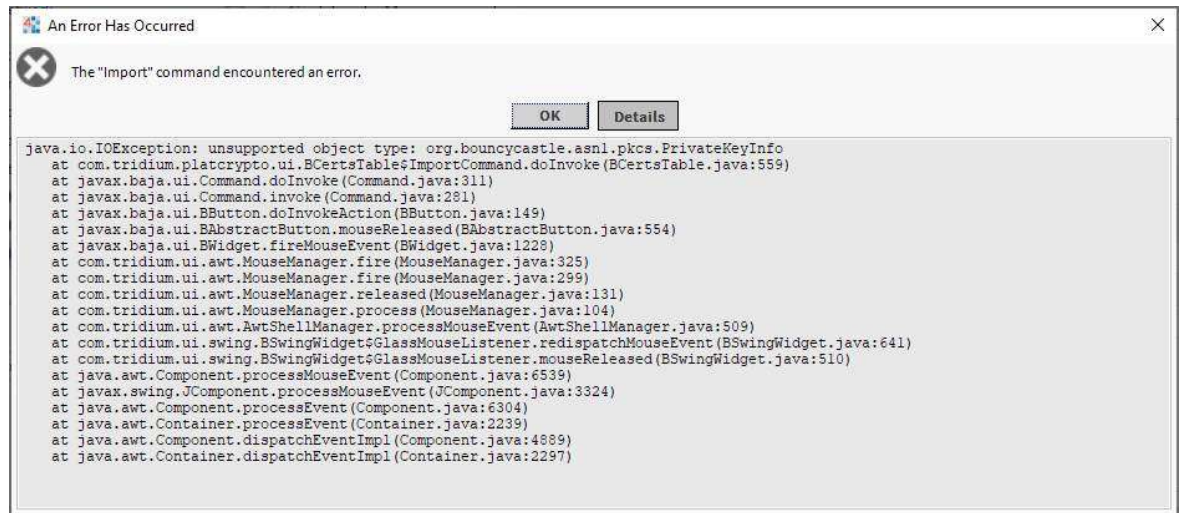 An Error Has Occurred
The "Import" command encountered an error.
OK Details
java.io.IOException: unsupported object type: org.bouncycastle.asn1.pkcs.PrivateKeyInfo
at com.tridium.platcrypto.ui.BCertsTable$ImportCommand.doInvoke(BCertsTable.java:559)
at javax.baja.ui.Command.doInvoke(Command.java:311)
at javax.baja.ui.Command.invoke(Command.java:281)
at javax.baja.ui.BButton.doInvokeAction(BButton.java:149)
at javax.baja.ui.BAbstractButton.mouseReleased(BAbstractButton.java:554)
at javax.baja.ui.BWidget.fireMouseEvent(BWidget.java:1228)
at com.tridium.ui.awt.MouseManager.fire(MouseManager.java:325)
at com.tridium.ui.awt.MouseManager.fire(MouseManager.java:299)
at com.tridium.ui.awt.MouseManager.released(MouseManager.java:131)
at com.tridium.ui.awt.MouseManager.process(MouseManager.java:104)
at com.tridium.ui.awt.AwtShellManager.processMouseEvent(AwtShellManager.java:509)
at com.tridium.ui.swing.BSwingWidget$GlassMouseListener.redispatchMouseEvent(BSwingWidget.java:641)
at com.tridium.ui.swing.BSwingWidget$GlassMouseListener.mouseReleased(BSwingWidget.java:510)
at java.awt.Component.processMouseEvent(Component.java:6539)
at javax.swing.JComponent.processMouseEvent(JComponent.java:3324)
at java.awt.Component.processEvent(Component.java:6304)
at java.awt.Container.processEvent(Container.java:2239)
at java.awt.Component.dispatchEventImpl(Component.java:4889)
at java.awt.Container.dispatchEventImpl(Container.java:2297)